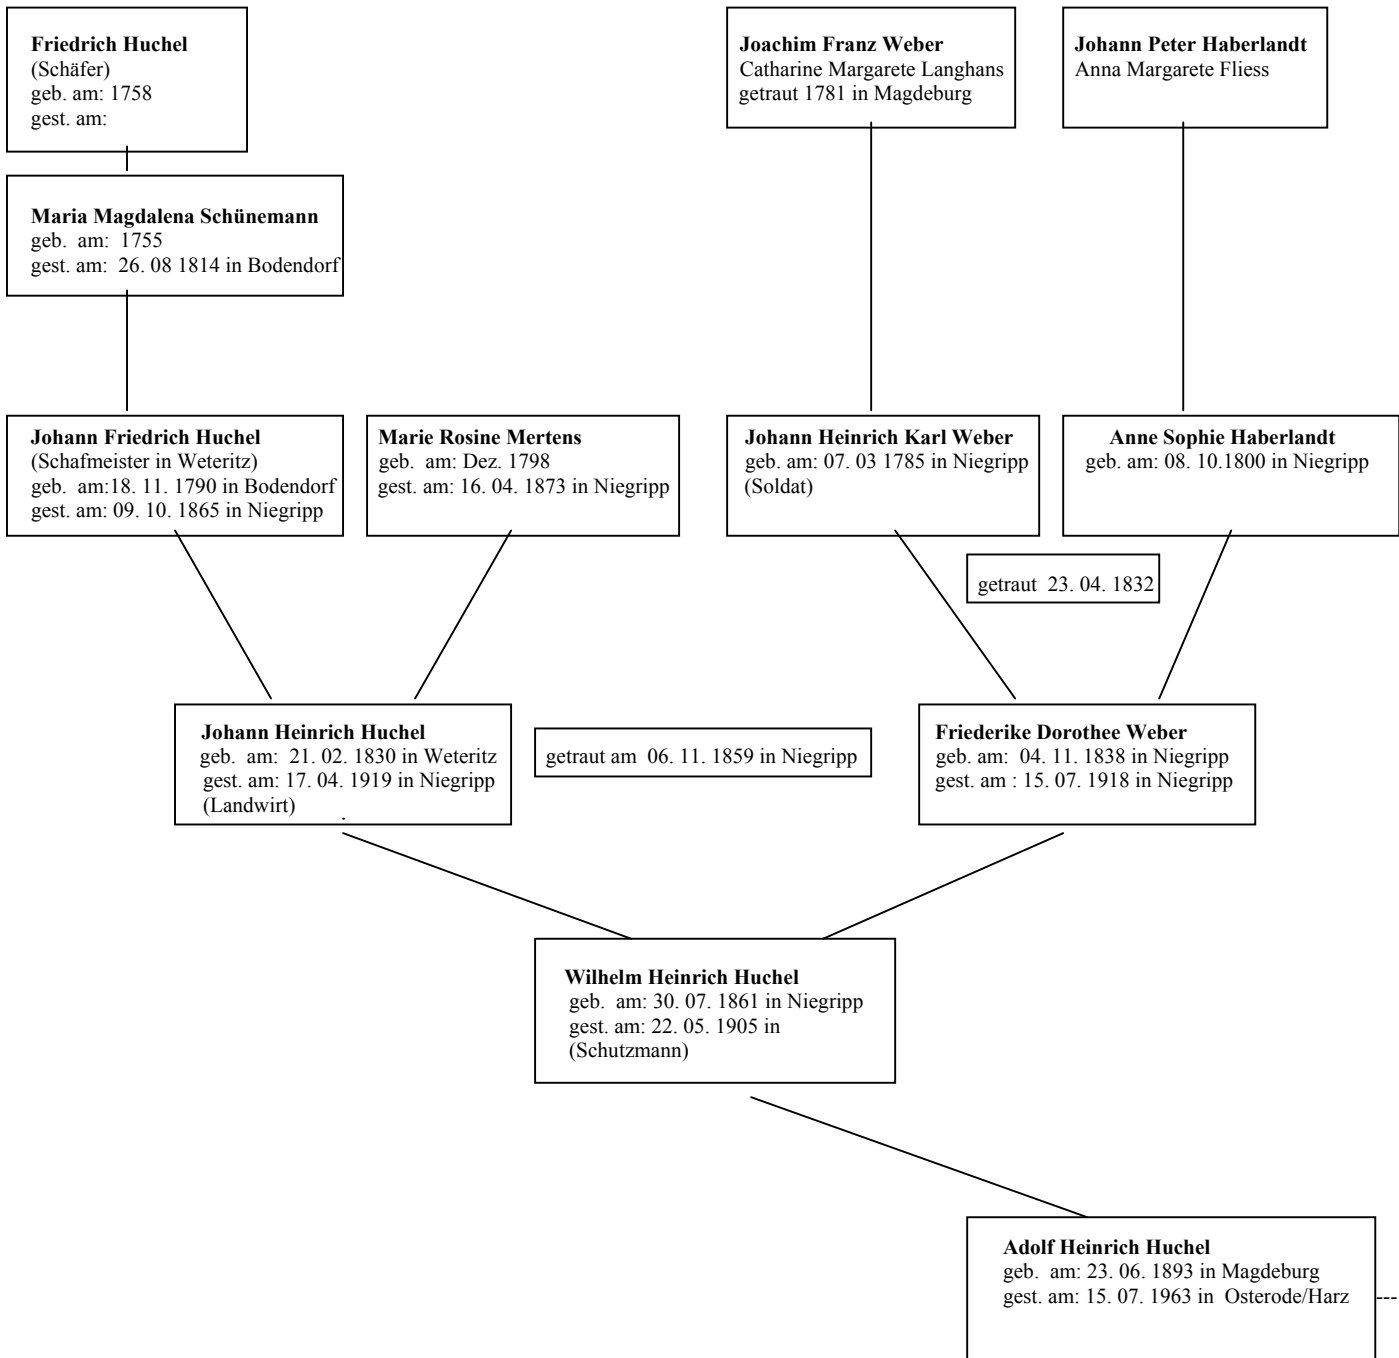 Friedrich Huchel
(Schäfer)
geb. am: 1758
gest. am:
Joachim Franz Weber
Catharine Margarete Langhans
getraut 1781 in Magdeburg
Johann Peter Haberlandt
Anna Margarete Fliess
Maria Magdalena Schünemann
geb. am: 1755
gest. am: 26. 08 1814 in Bodendorf
Johann Friedrich Huchel
(Schafmeister in Weteritz)
geb. am:18. 11. 1790 in Bodendorf
gest. am: 09. 10. 1865 in Niegripp
Marie Rosine Mertens
geb. am: Dez. 1798
gest. am: 16. 04. 1873 in Niegripp
Johann Heinrich Karl Weber
geb. am: 07. 03 1785 in Niegripp
(Soldat)
Anne Sophie Haberlandt
geb. am: 08. 10.1800 in Niegripp
getraut 23. 04. 1832
Johann Heinrich Huchel
geb. am: 21. 02. 1830 in Weteritz
gest. am: 17. 04. 1919 in Niegripp
(Landwirt)
.
getraut am 06. 11. 1859 in Niegripp
Friederike Dorothee Weber
geb. am: 04. 11. 1838 in Niegripp
gest. am : 15. 07. 1918 in Niegripp
Wilhelm Heinrich Huchel
geb. am: 30. 07. 1861 in Niegripp
gest. am: 22. 05. 1905 in
(Schutzmann)
Adolf Heinrich Huchel
geb. am: 23. 06. 1893 in Magdeburg
gest. am: 15. 07. 1963 in Osterode/Harz ---